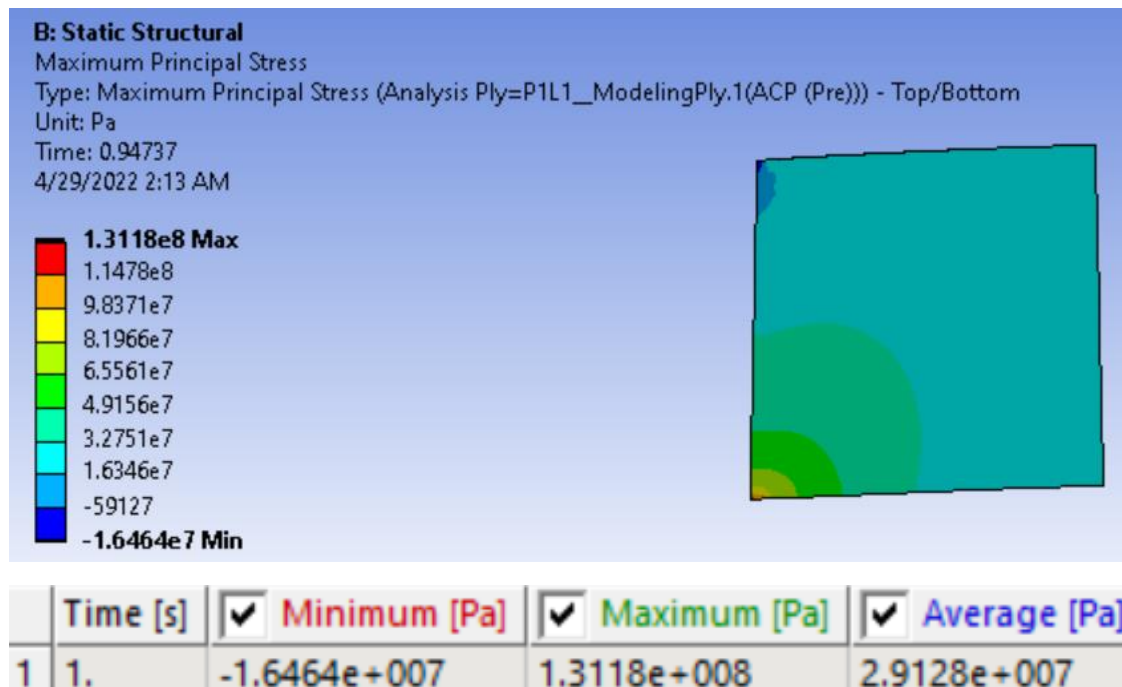 B: Static Structural
Maximum Principal Stress
Type: Maximum Principal Stress (Analysis Ply=P1L1__ModelingPly.1(ACP (Pre))) - Top/Bottom
Unit: Pa
Time: 0.94737
4/29/2022 2:13 AM
1.3118e8 Max
1.1478e8
9.8371e7
8.1966e7
6.5561e7
4.9156e7
3.2751e7
1.6346e7
-59127
-1.6464e7 Min
Time [s] Minimum [Pa] Maximum [Pa] Average [Pa]
1 1. -1.6464e+007 1.3118e+008 2.9128e+007